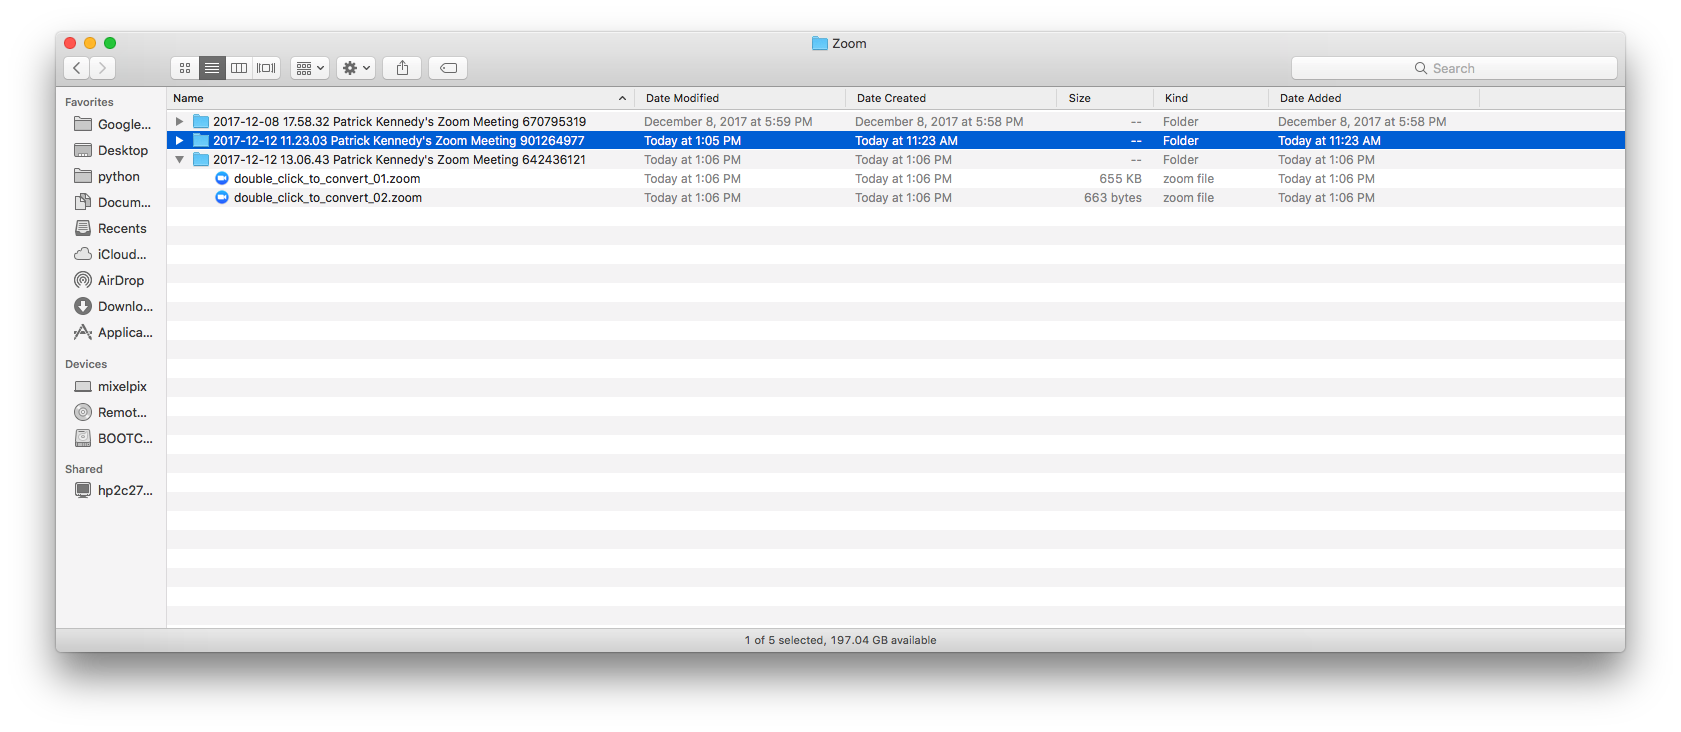 Zoom
Search
Favorites
Google...
Desktop
python
Docum...
Recents
iCloud...
AirDrop
Downlo...
Applica...
Devices
mixelpix
Remot...
BOOTC...
Shared
hp2c27...
Name Date Modified Date Created Size Kind Date Added
2017-12-08 17.58.32 Patrick Kennedy's Zoom Meeting 670795319 December 8, 2017 at 5:59 PM December 8, 2017 at 5:58 PM -- Folder December 8, 2017 at 5:58 PM
2017-12-12 11.23.03 Patrick Kennedy's Zoom Meeting 901264977 Today at 1:05 PM Today at 11:23 AM -- Folder Today at 11:23 AM
2017-12-12 13.06.43 Patrick Kennedy's Zoom Meeting 642436121 Today at 1:06 PM Today at 1:06 PM -- Folder Today at 1:06 PM
double_click_to_convert_01.zoom Today at 1:06 PM Today at 1:06 PM 655 KB zoom file Today at 1:06 PM
double_click_to_convert_02.zoom Today at 1:06 PM Today at 1:06 PM 663 bytes zoom file Today at 1:06 PM
1 of 5 selected, 197.04 GB available